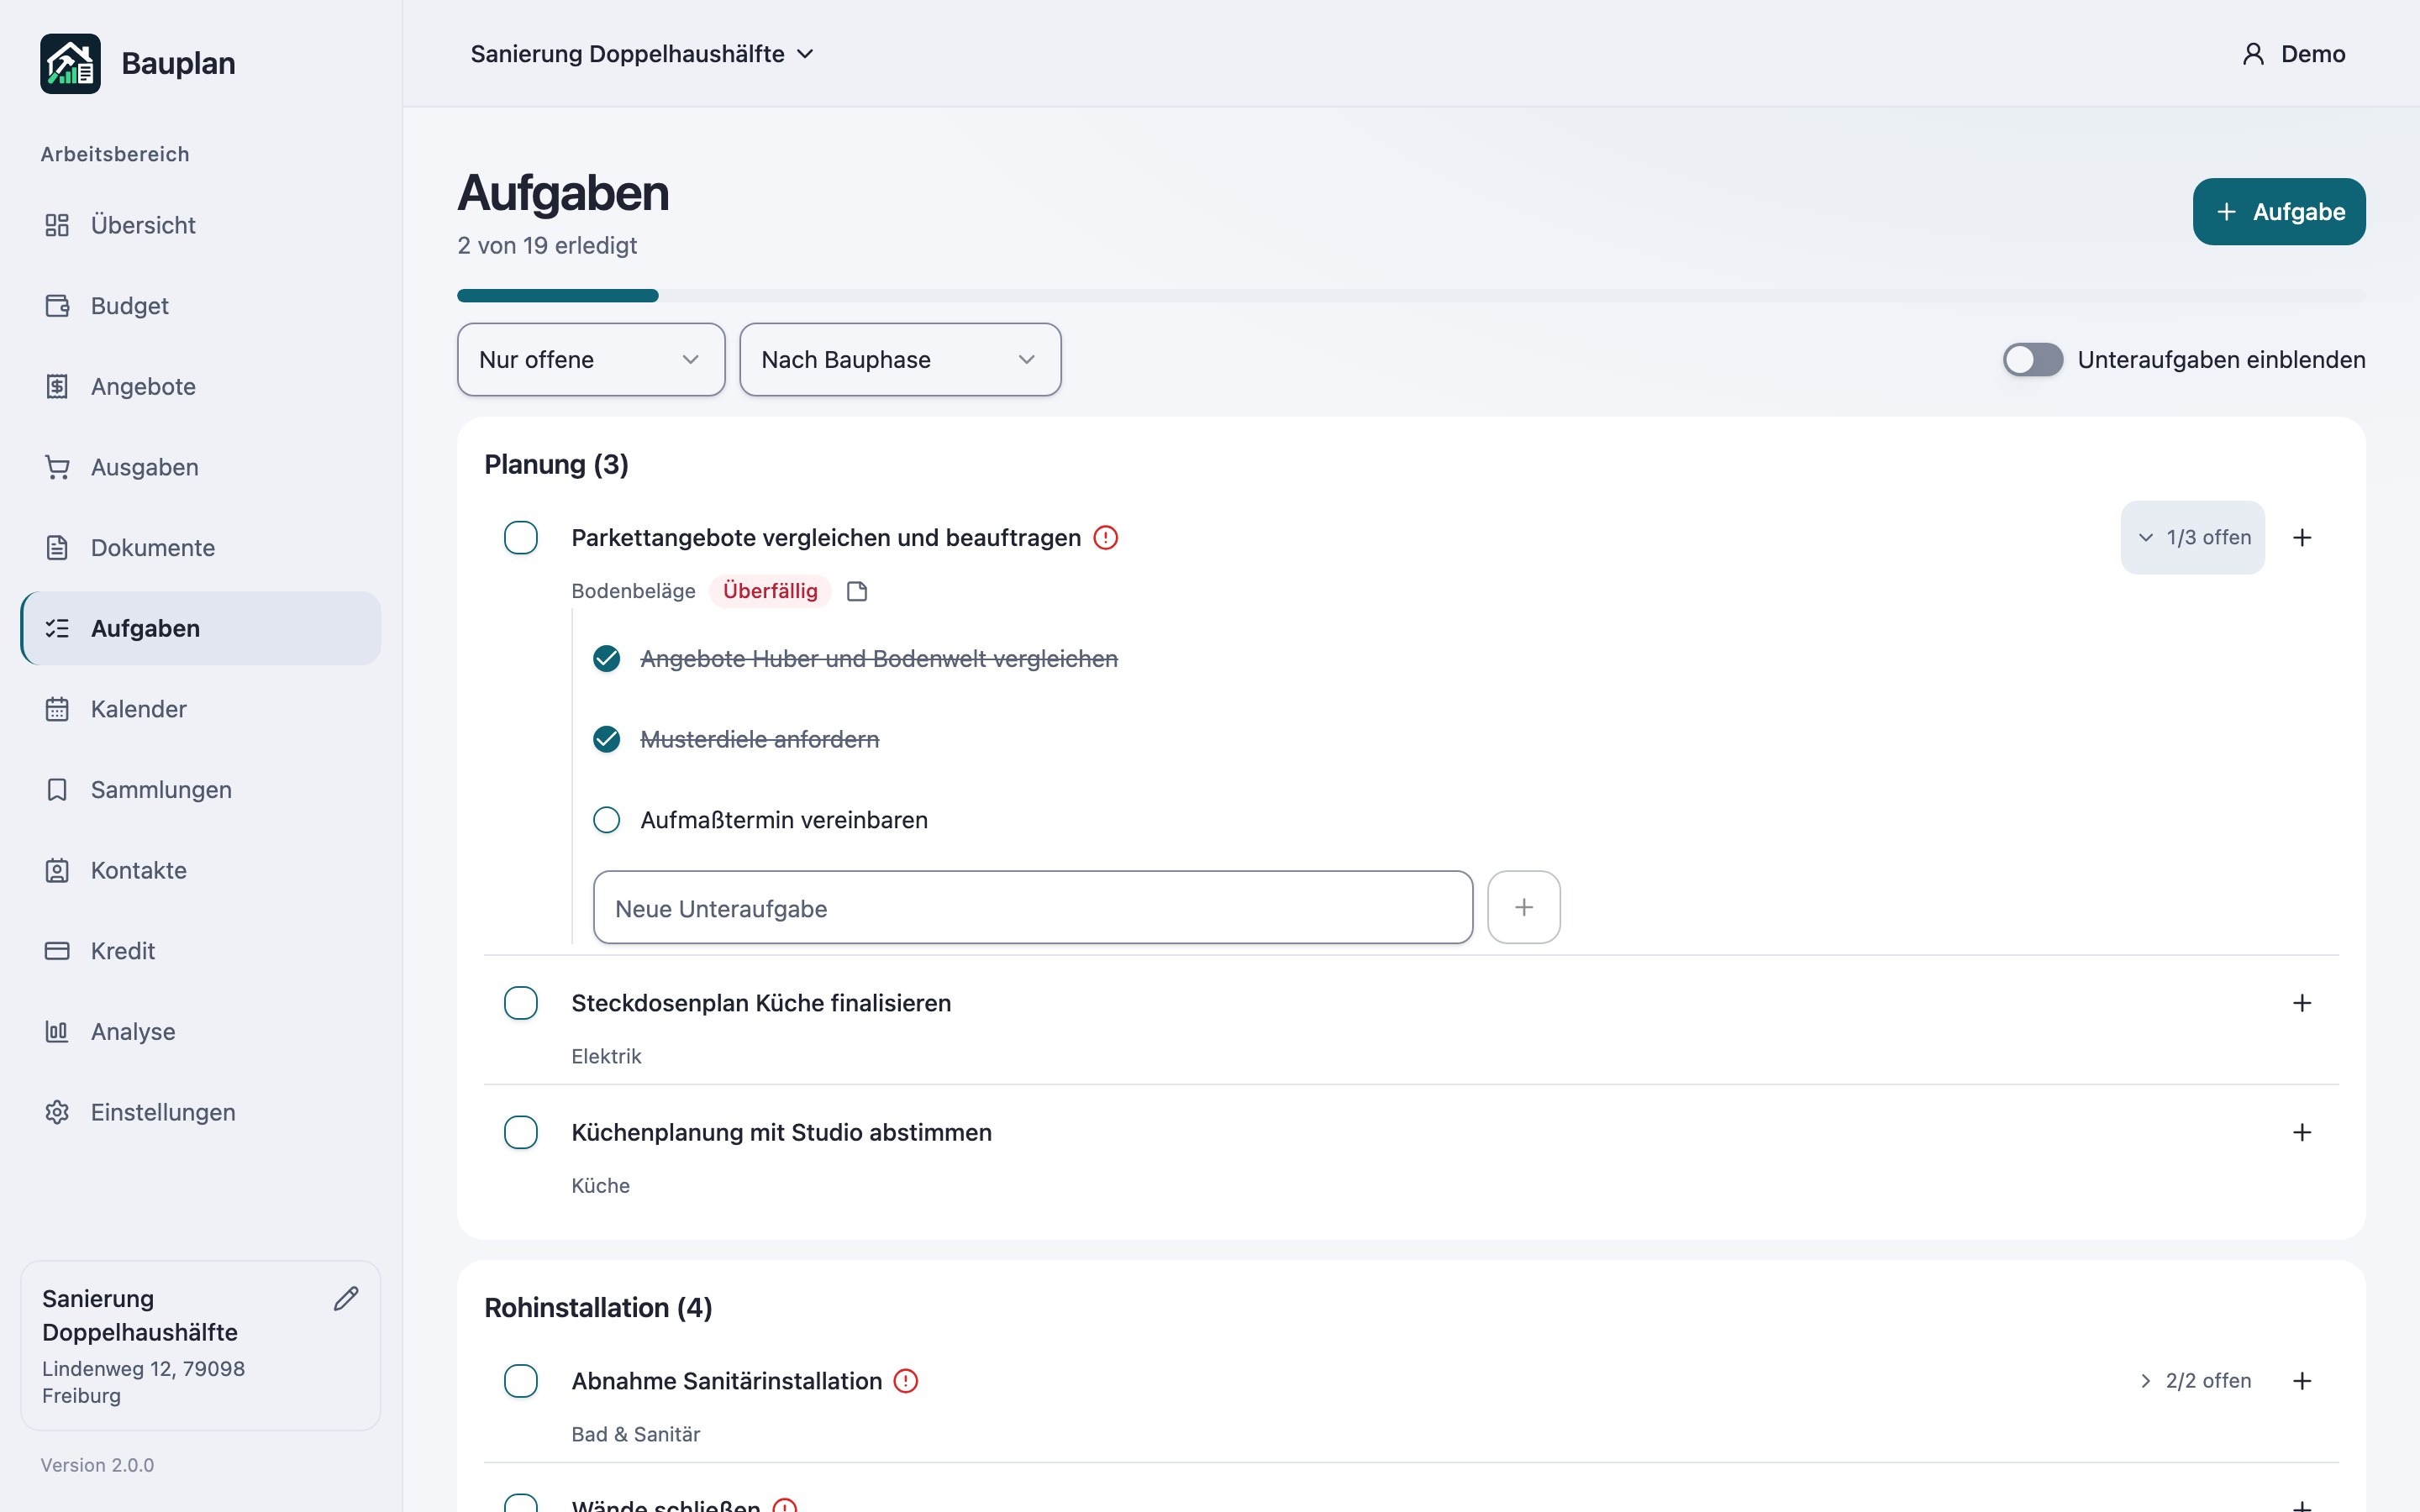 Bauplan
Arbeitsbereich
Übersicht
Budget
Angebote
Ausgaben
Dokumente
Aufgaben
Kalender
Sammlungen
Kontakte
Kredit
Analyse
Einstellungen
Sanierung
Doppelhaushälfte
Lindenweg 12, 79098
Freiburg
Version 2.0.0
Sanierung Doppelhaushälfte
Demo
Aufgaben
2 von 19 erledigt
+ Aufgabe
Nur offene
Nach Bauphase
Unteraufgaben einblenden
Planung (3)
Parkettangebote vergleichen und beauftragen
1/3 offen
Bodenbeläge Überfällig
Angebote Huber und Bodenwelt vergleichen
Musterdiele anfordern
Aufmaßtermin vereinbaren
Neue Unteraufgabe
Steckdosenplan Küche finalisieren
Elektrik
Küchenplanung mit Studio abstimmen
Küche
Rohinstallation (4)
Abnahme Sanitärinstallation
2/2 offen
Bad & Sanitär
Wände schließen